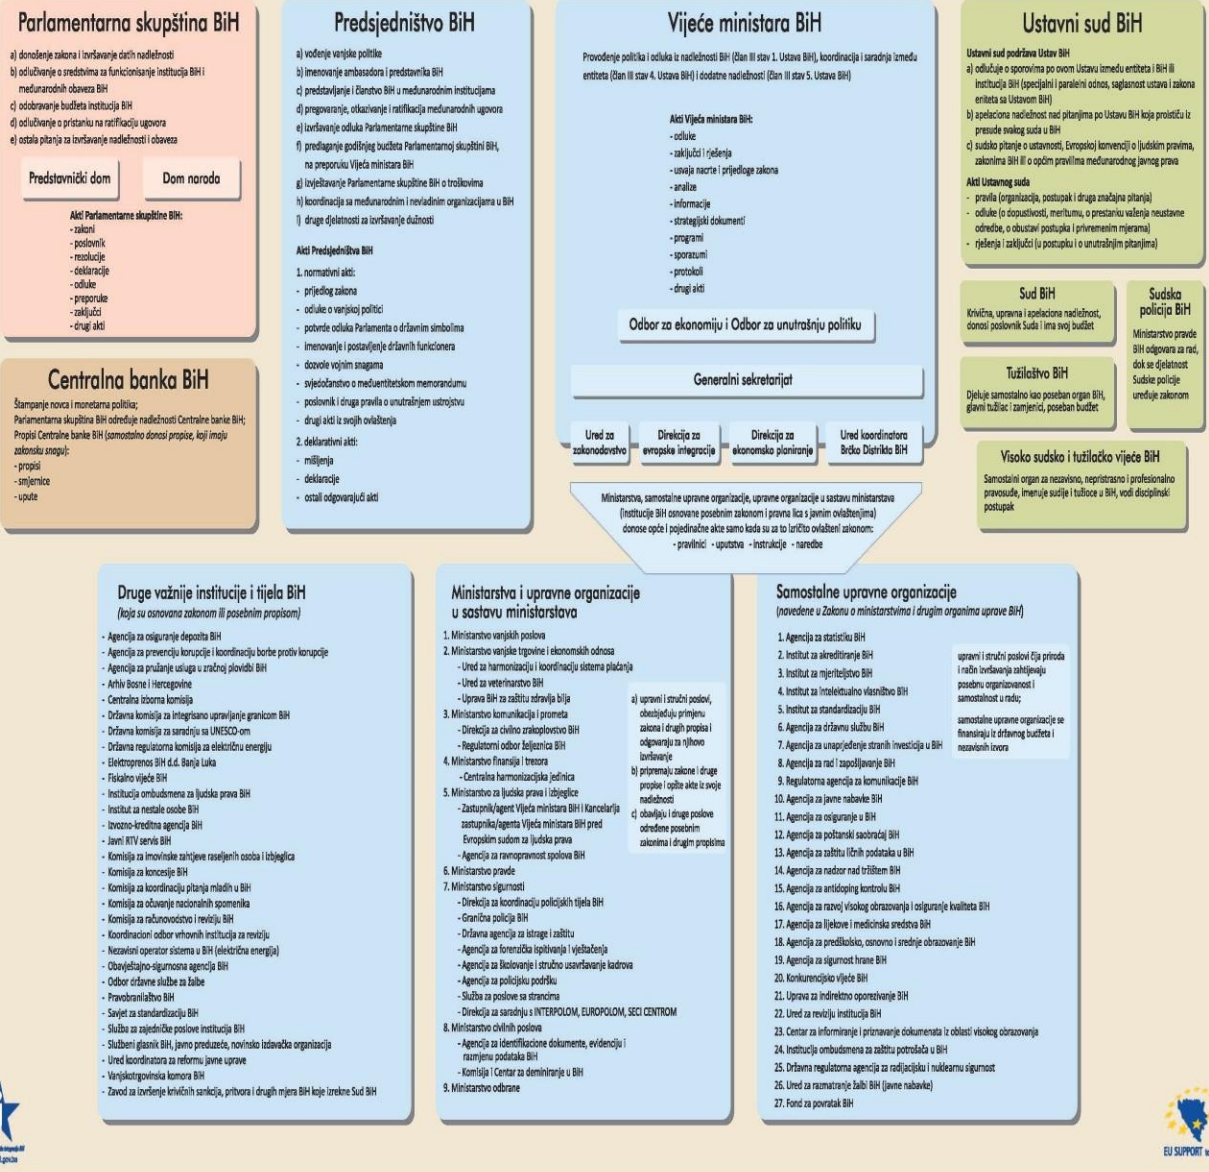 Parlamentarna skupština BiH
a) donošenje zakona i izvršavanje datih nadležnosti
b) odlučivanje o sredstvima za funkcionisanje institucija BiH i
međunarodnih obaveza BiH
c) odobravanje budžeta institucija BiH
d) odlučivanje o pristanku na ratifikaciju ugovora
e) ostala pitanja za izvršavanje nadležnosti i obaveza
Predstavnički dom
Dom naroda
Akti Parlamentarne skupštine BiH:
- zakoni
- poslovnik
- rezolucije
- deklaracije
- odluke
- preporuke
- zaključci
- drugi akti
Centralna banka BiH
Štampanje novca i monetarna politika;
Parlamentarna skupština BiH određuje nadležnosti Centralne banke BiH;
Propisi Centralne banke BiH (samostalno donosi propise, koji imaju
zakonsku snagu):
- propisi
- smjernice
- upute
Predsjedništvo BiH
a) vođenje vanjske politike
b) imenovanje ambasadora i predstavnika BiH
c) predstavljanje i članstvo BiH u međunarodnim institucijama
d) pregovaranje, otkazivanje i ratifikacija međunarodnih ugovora
e) izvršavanje odluka Parlamentarne skupštine BiH
f) predlaganje godišnjeg budžeta Parlamentarnoj skupštini BiH,
na preporuku Vijeća ministara BiH
g) izvještavanje Parlamentarne skupštine BiH o troškovima
h) koordinacija sa međunarodnim i nevladinim organizacijama u BiH
i) druge djelatnosti za izvršavanje dužnosti
Akti Predsjedništva BiH
1. normativni akti:
- prijedlog zakona
- odluke o vanjskoj politici
- potvrde odluka Parlamenta o državnim simbolima
- imenovanje i postavljenje državnih funkcionera
- dozvole vojnim snagama
- svjedočanstvo o međuentitetskom memorandumu
- poslovnik i druga pravila o unutrašnjem ustrojstvu
- drugi akti iz svojih ovlaštenja
2. deklarativni akti:
- mišljenja
- deklaracije
- ostali odgovarajući akti
Vijeće ministara BiH
Provođenje politika i odluka iz nadležnosti BiH (član III stav 1. Ustava BiH), koordinacija i saradnja između
entiteta (član III stav 4. Ustava BiH) i dodatne nadležnosti (član III stav 5. Ustava BiH)
Akti Vijeća ministara BiH:
- odluke
- zaključci i rješenja
- usvaja nacrte i prijedloge zakona
- analize
- informacije
- strategijski dokumenti
- programi
- sporazumi
- protokoli
- drugi akti
Odbor za ekonomiju i Odbor za unutrašnju politiku
Generalni sekretarijat
Ured za
zakonodavstvo
Direkcija za
evropske integracije
Direkcija za
ekonomsko planiranje
Ured koordinatora
Brčko Distrikta BiH
Ministarstva, samostalne upravne organizacije, upravne organizacije u sastavu ministarstava
(institucije BiH osnovane posebnim zakonom i pravna lica s javnim ovlaštenjima)
donose opće i pojedinačne akte samo kada su za to izričito ovlašteni zakonom:
- pravilnici - uputstva - instrukcije - naredbe
Ustavni sud BiH
Ustavni sud podržava Ustav BiH
a) odlučuje o sporovima po ovom Ustavu između entiteta i BiH ili
institucija BiH (specijalni i paralelni odnos, saglasnost ustava i zakona
eniteta sa Ustavom BiH)
b) apelaciona nadležnost nad pitanjima po Ustavu BiH koja proističu iz
presude svakog suda u BiH
c) sudsko pitanje o ustavnosti, Evropskoj konvenciji o ljudskim pravima,
zakonima BiH ili o općim pravilima međunarodnog javnog prava
Akti Ustavnog suda
- pravila (organizacija, postupak i druga značajna pitanja)
- odluke (o dopustivosti, meritumu, o prestanku važenja neustavne
odredbe, o obustavi postupka i privremenim mjerama)
- rješenja i zaključci (u postupku i o unutrašnjim pitanjima)
Sud BiH
Krivična, upravna i apelaciona nadležnost,
donosi poslovnik Suda i ima svoj budžet
Tužilaštvo BiH
Djeluje samostalno kao poseban organ BiH,
glavni tužilac i zamjenici, poseban budžet
Sudska
policija BiH
Ministarstvo pravde
BiH odgovara za rad,
dok se djelatnost
Sudske policije
uređuje zakonom
Visoko sudsko i tužilačko vijeće BiH
Samostalni organ za nezavisno, nepristrasno i profesionalno
pravosuđe, imenuje sudije i tužioce u BiH, vodi disciplinski
postupak
Druge važnije institucije i tijela BiH
(koja su osnovana zakonom ili posebnim propisom)
- Agencija za osiguranje depozita BiH
- Agencija za prevenciju korupcije i koordinaciju borbe protiv korupcije
- Agencija za pružanje usluga u zračnoj plovidbi BiH
- Arhiv Bosne i Hercegovine
- Centralna izborna komisija
- Državna komisija za integrisano upravljanje granicom BiH
- Državna komisija za saradnju sa UNESCO-om
- Državna regulatorna komisija za električnu energiju
- Elektroprenos BiH d.d. Banja Luka
- Fiskalno vijeće BiH
- Institucija ombudsmena za ljudska prava BiH
- Institut za nestale osobe BiH
- Izvozno-kreditna agencija BiH
- Javni RTV servis BiH
- Komisija za imovinske zahtjeve raseljenih osoba i izbjeglica
- Komisija za koncesije BiH
- Komisija za koordinaciju pitanja mladih u BiH
- Komisija za očuvanje nacionalnih spomenika
- Komisija za računovodstvo i reviziju BiH
- Koordinacioni odbor vrhovnih institucija za reviziju
- Nezavisni operator sistema u BiH (električna energija)
- Obavještajno-sigurnosna agencija BiH
- Odbor državne službe za žalbe
- Pravobranilaštvo BiH
- Savjet za standardizaciju BiH
- Služba za zajedničke poslove institucija BiH
- Službeni glasnik BiH, javno preduzeće, novinsko izdavačka organizacija
- Ured koordinatora za reformu javne uprave
- Vanjskotrgovinska komora BiH
- Zavod za izvršenje krivičnih sankcija, pritvora i drugih mjera BiH koje izrekne Sud BiH
Ministarstva i upravne organizacije
u sastavu ministarstava
1. Ministarstvo vanjskih poslova
2. Ministarstvo vanjske trgovine i ekonomskih odnosa
- Ured za harmonizaciju i koordinaciju sistema plaćanja
- Ured za veterinarstvo BiH
- Uprava BiH za zaštitu zdravlja bilja
3. Ministarstvo komunikacija i prometa
- Direkcija za civilno zrakoplovstvo BiH
- Regulatorni odbor željeznica BiH
4. Ministarstvo finansija i trezora
- Centralna harmonizacijska jedinica
5. Ministarstvo za ljudska prava i izbjeglice
- Zastupnik/agent Vijeća ministara BiH i Kancelarija
zastupnika/agenta Vijeća ministara BiH pred
Evropskim sudom za ljudska prava
- Agencija za ravnopravnost spolova BiH
6. Ministarstvo pravde
7. Ministarstvo sigurnosti
- Direkcija za koordinaciju policijskih tijela BiH
- Granična policija BiH
- Državna agencija za istrage i zaštitu
- Agencija za forenzička ispitivanja i vještačenja
- Agencija za školovanje i stručno usavršavanje kadrova
- Agencija za policijsku podršku
- Služba za poslove sa strancima
- Direkcija za saradnju s INTERPOLOM, EUROPOLOM, SECI CENTROM
8. Ministarstvo civilnih poslova
- Agencija za identifikacione dokumente, evidenciju i
razmjenu podataka BiH
- Komisija i Centar za deminiranje u BiH
9. Ministarstvo odbrane
a) upravni i stručni poslovi,
obezbjeđuju primjenu
zakona i drugih propisa i
odgovaraju za njihovo
izvršavanje
b) pripremaju zakone i druge
propise i opšte akte iz svoje
nadležnosti
c) obavljaju i druge poslove
određene posebnim
zakonima i drugim propisima
Samostalne upravne organizacije
(navedene u Zakonu o ministarstvima i drugim organima uprave BiH)
1. Agencija za statistiku BiH
2. Institut za akreditiranje BiH
3. Institut za mjeriteljstvo BiH
4. Institut za intelektualno vlasništvo BiH
5. Institut za standardizaciju BiH
6. Agencija za državnu službu BiH
7. Agencija za unaprjeđenje stranih investicija u BiH
8. Agencija za rad i zapošljavanje BiH
9. Regulatorna agencija za komunikacije BiH
10. Agencija za javne nabavke BiH
11. Agencija za osiguranje u BiH
12. Agencija za poštanski saobraćaj BiH
13. Agencija za zaštitu ličnih podataka u BiH
14. Agencija za nadzor nad tržištem BiH
15. Agencija za antidoping kontrolu BiH
16. Agencija za razvoj visokog obrazovanja i osiguranje kvaliteta BiH
17. Agencija za lijekove i medicinska sredstva BiH
18. Agencija za predškolsko, osnovno i srednje obrazovanje BiH
19. Agencija za sigurnost hrane BiH
20. Konkurencijsko vijeće BiH
21. Uprava za indirektno oporezivanje BiH
22. Ured za reviziju institucija BiH
23. Centar za informiranje i priznavanje dokumenata iz oblasti visokog obrazovanja
24. Institucija ombudsmena za zaštitu potrošača u BiH
25. Državna regulatorna agencija za radijacijsku i nuklearnu sigurnost
26. Ured za razmatranje žalbi BiH (javne nabavke)
27. Fond za povratak BiH
upravni i stručni poslovi čija priroda
i način izvršavanja zahtijevaju
posebnu organizovanost i
samostalnost u radu;
samostalne upravne organizacije se
finansiraju iz državnog budžeta i
nezavisnih izvora
EU SUPPORT